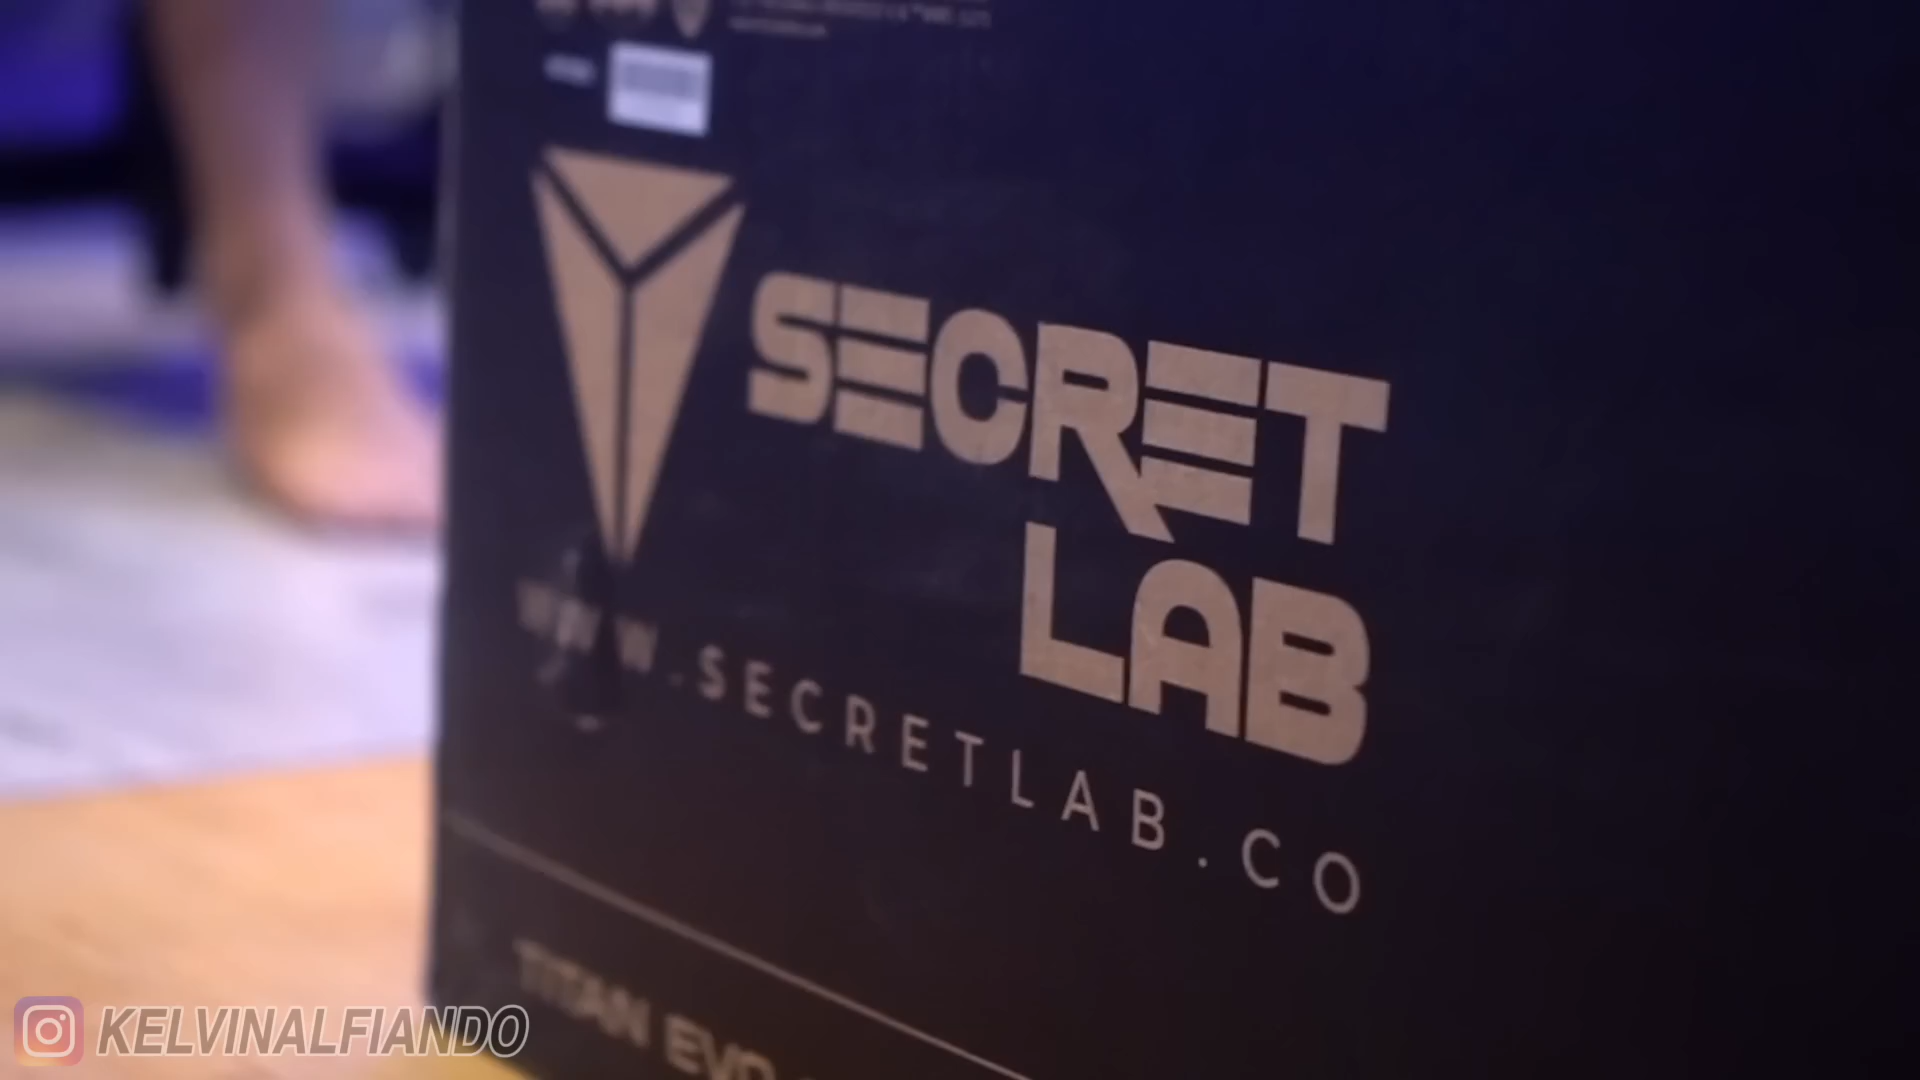 SECRET
LAB
WWW.SECRETLAB.CO
TITAN EVO
KELVINALFIANDO